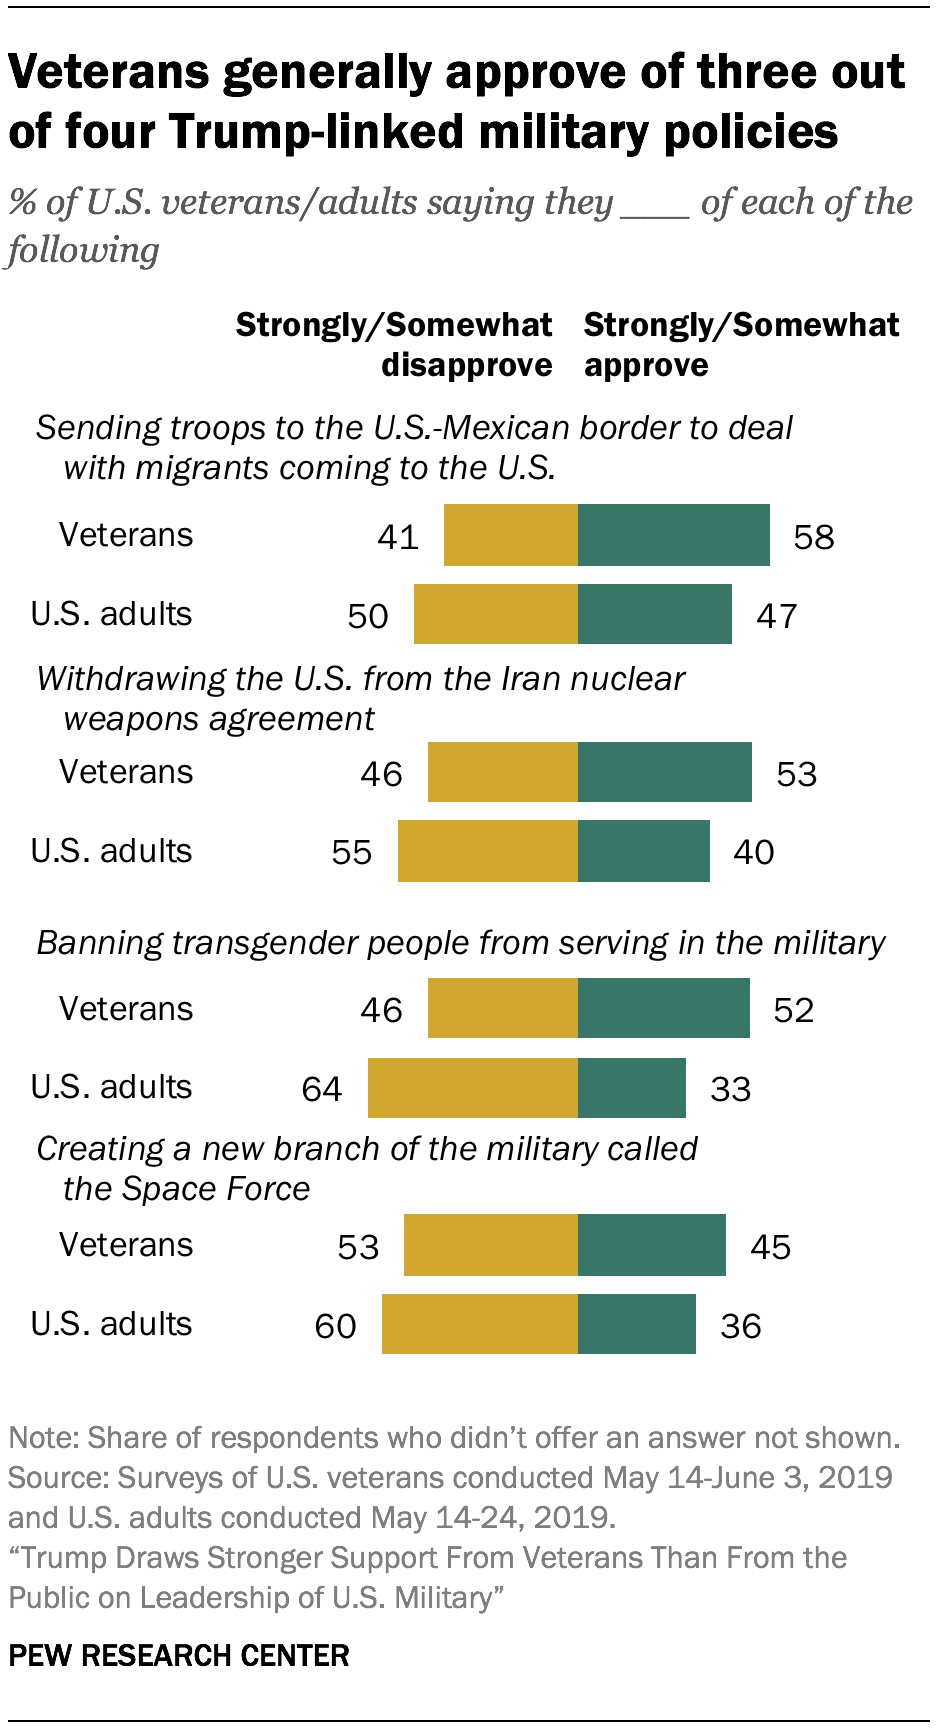 Veterans generally approve of three out
of four Trump-linked military policies
% of U.S. veterans/adults saying they ___ of each of the
following
Strongly/Somewhat disapprove
Strongly/Somewhat approve
Sending troops to the U.S.-Mexican border to deal
with migrants coming to the U.S.
Veterans 41 58
U.S. adults 50 47
Withdrawing the U.S. from the Iran nuclear
weapons agreement
Veterans 46 53
U.S. adults 55 40
Banning transgender people from serving in the military
Veterans 46 52
U.S. adults 64 33
Creating a new branch of the military called
the Space Force
Veterans 53 45
U.S. adults 60 36
Note: Share of respondents who didn’t offer an answer not shown.
Source: Surveys of U.S. veterans conducted May 14-June 3, 2019
and U.S. adults conducted May 14-24, 2019.
“Trump Draws Stronger Support From Veterans Than From the
Public on Leadership of U.S. Military”
PEW RESEARCH CENTER